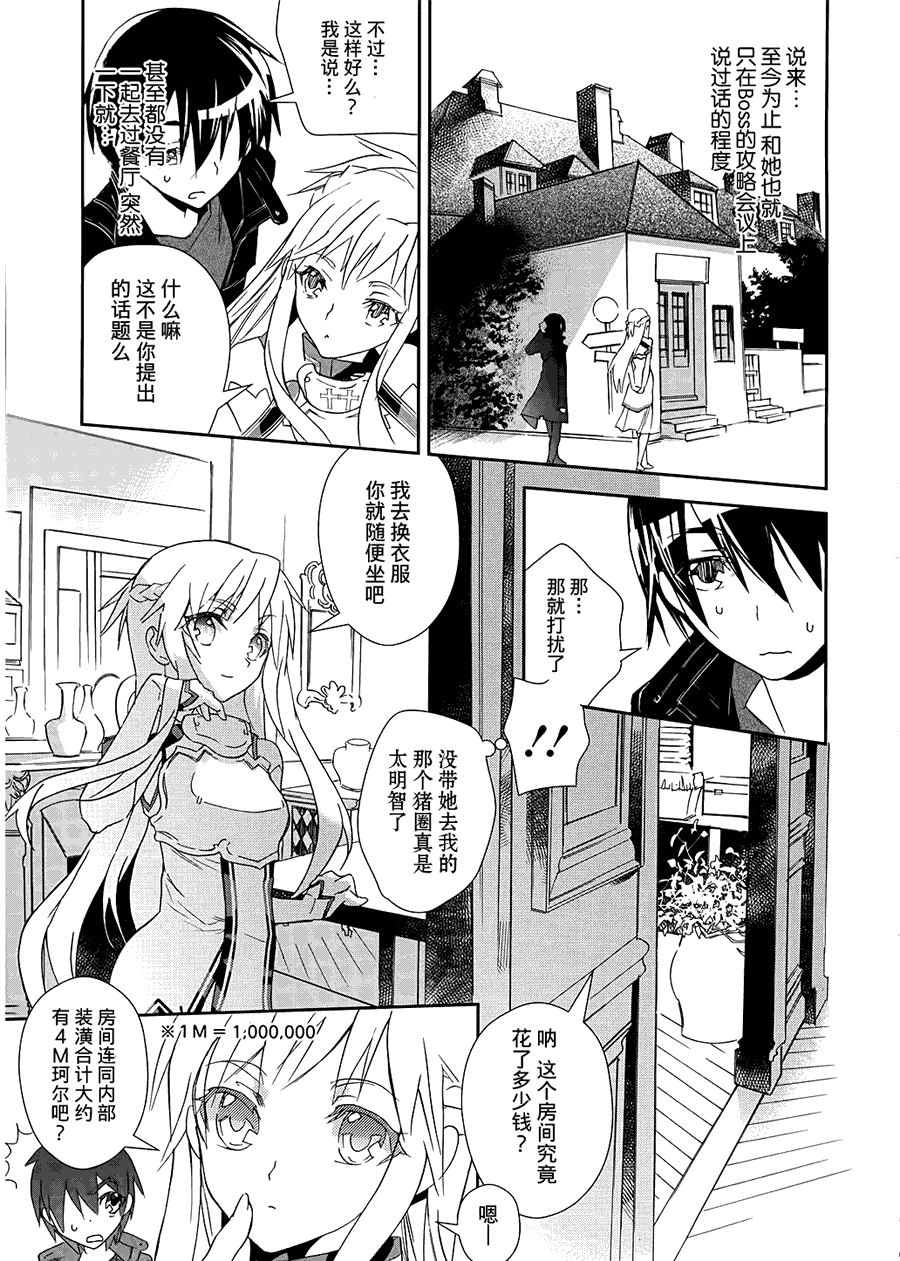 说来…
至今为止 和她也就
只在Boss的攻略会议上
说过话的程度
不过…
这样好么？
我是说…
甚至都没有
一起去过餐厅 突然
一下就…
什么嘛
这不是你提出
的话题么
那…
那就打扰了
！！
我去换衣服
你就随便坐吧
没带她去我的
那个猪圈真是
太明智了
呐 这个房间究竟
花了多少钱？
嗯—
※1M＝1,000,000
房间连同内部
装潢合计大约
有4M珂尔吧？